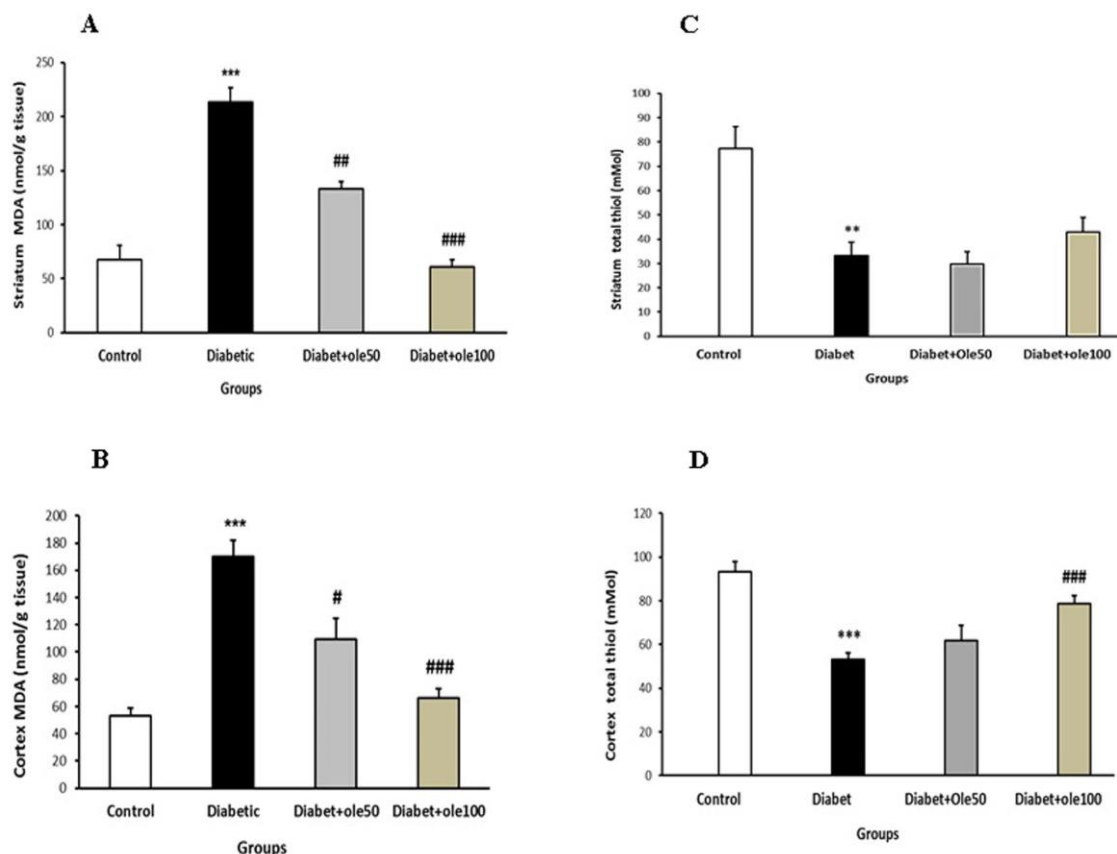 A
Striatum MDA (nmol/g tissue)
250
200
150
100
50
0
***
##
###
Control Diabetic Diabet+ole50 Diabet+ole100
Groups
C
Striatum total thiol (mMol)
100
90
80
70
60
50
40
30
20
10
0
**
Control Diabet Diabet+Ole50 Diabet+ole100
Groups
B
Cortex MDA (nmol/g tissue)
200
180
160
140
120
100
80
60
40
20
0
***
#
###
Control Diabetic Diabet+ole50 Diabet+ole100
Groups
D
Cortex total thiol (mMol)
120
100
80
60
40
20
0
***
###
Control Diabet Diabet+Ole50 Diabet+ole100
Groups